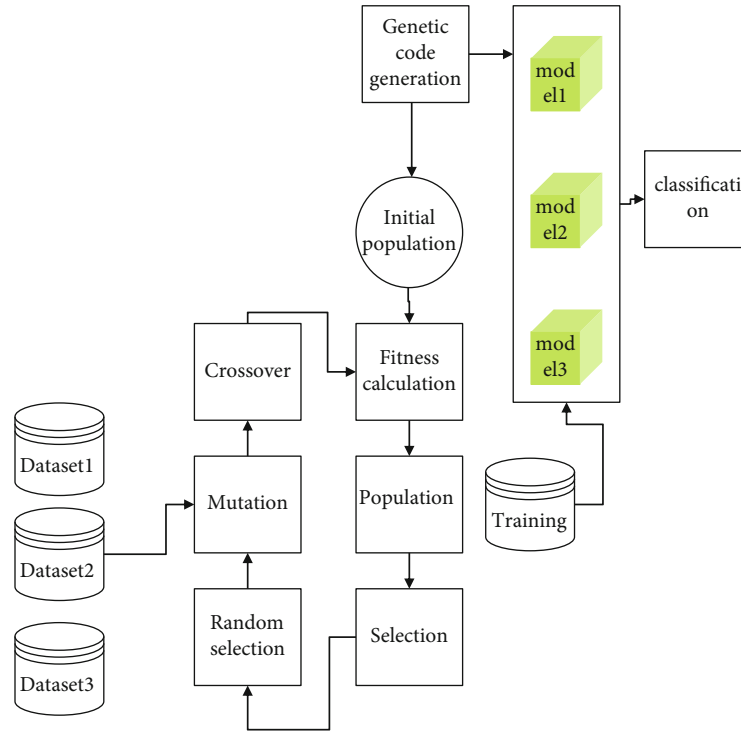 Genetic
code
generation
mod
el1
mod
el2
mod
el3
classificati
on
Initial
population
Crossover
Fitness
calculation
Dataset1
Mutation
Population
Training
Dataset2
Random
selection
Selection
Dataset3